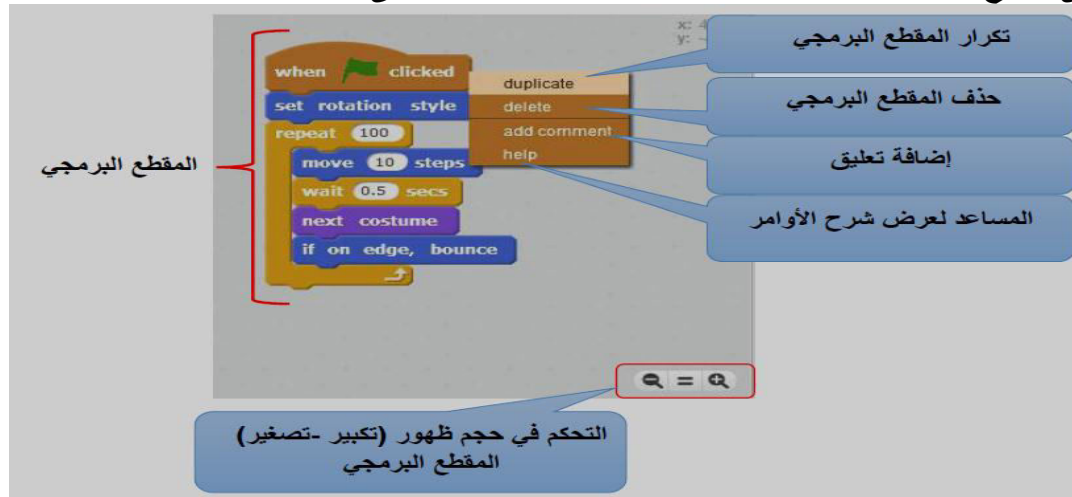 تكرار المقطع البرمجي
when clicked
duplicate
حذف المقطع البرمجي
set rotation style
delete
repeat 100
add comment
إضافة تعليق
المقطع البرمجي
move 10 steps
help
wait 0.5 secs
المساعد لعرض شرح الأوامر
next costume
if on edge, bounce
=
التحكم في حجم ظهور (تكبير -تصغير)
المقطع البرمجي